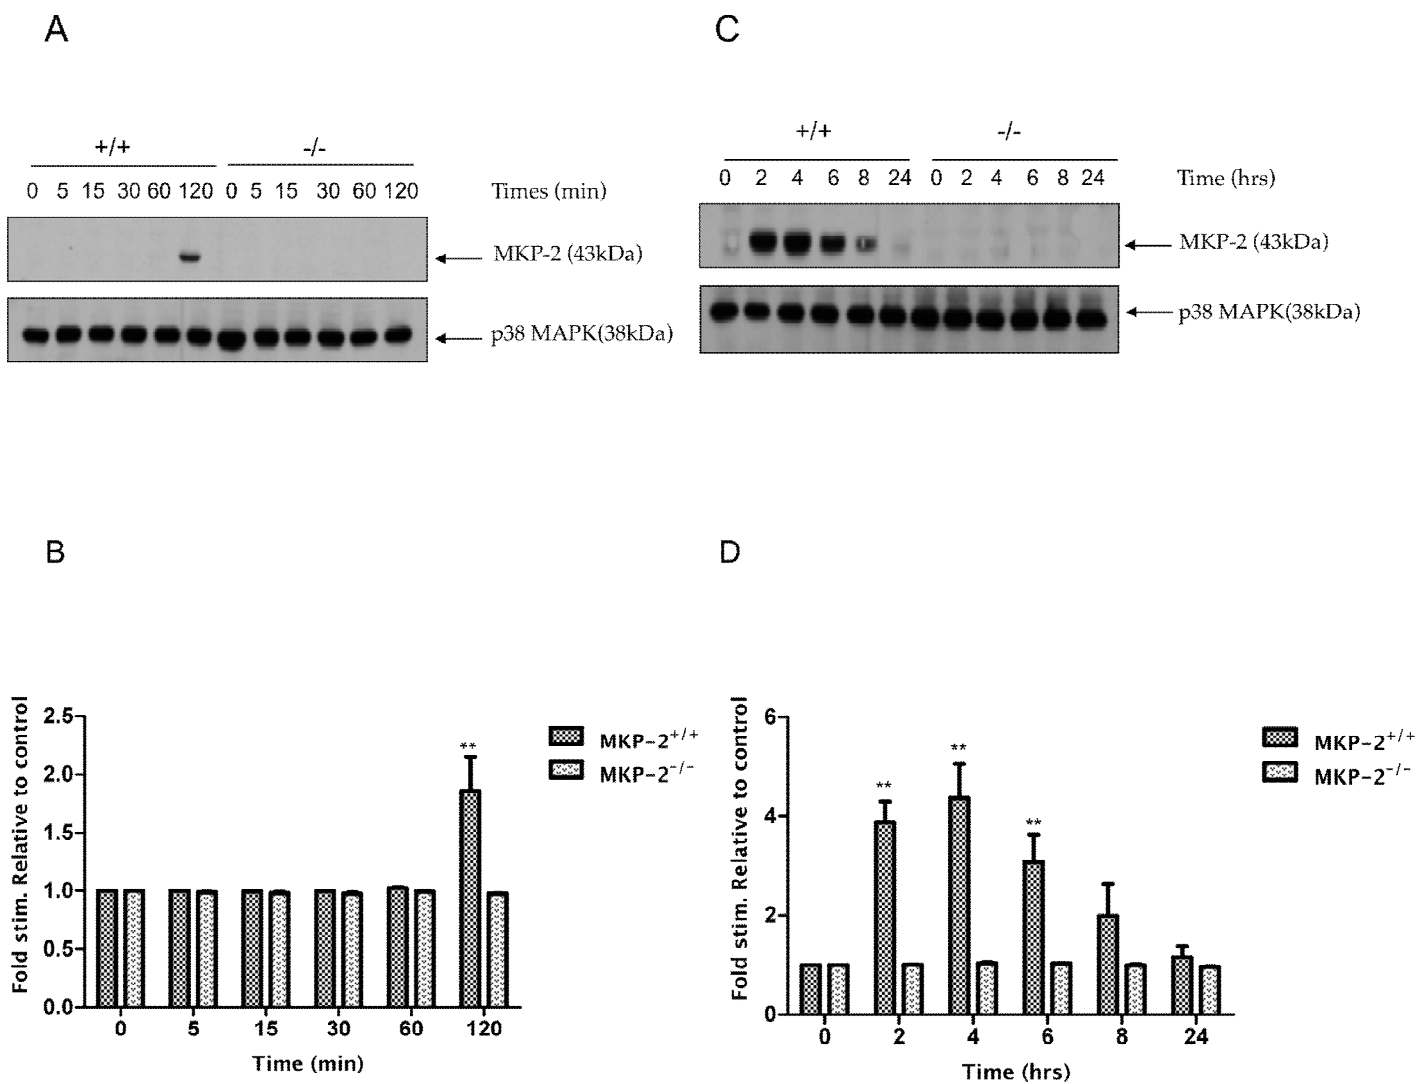 A
+/+ -/-
0 5 15 30 60 120 0 5 15 30 60 120 Times (min)
MKP-2 (43kDa)
p38 MAPK(38kDa)
C
+/+ -/-
0 2 4 6 8 24 0 2 4 6 8 24 Time (hrs)
MKP-2 (43kDa)
p38 MAPK(38kDa)
B
Fold stim. Relative to control
2.5
2.0
1.5
1.0
0.5
0.0
**
0 5 15 30 60 120
Time (min)
MKP-2+/+
MKP-2-/-
D
Fold stim. Relative to control
6
4
2
0
** ** **
0 2 4 6 8 24
Time (hrs)
MKP-2+/+
MKP-2-/-